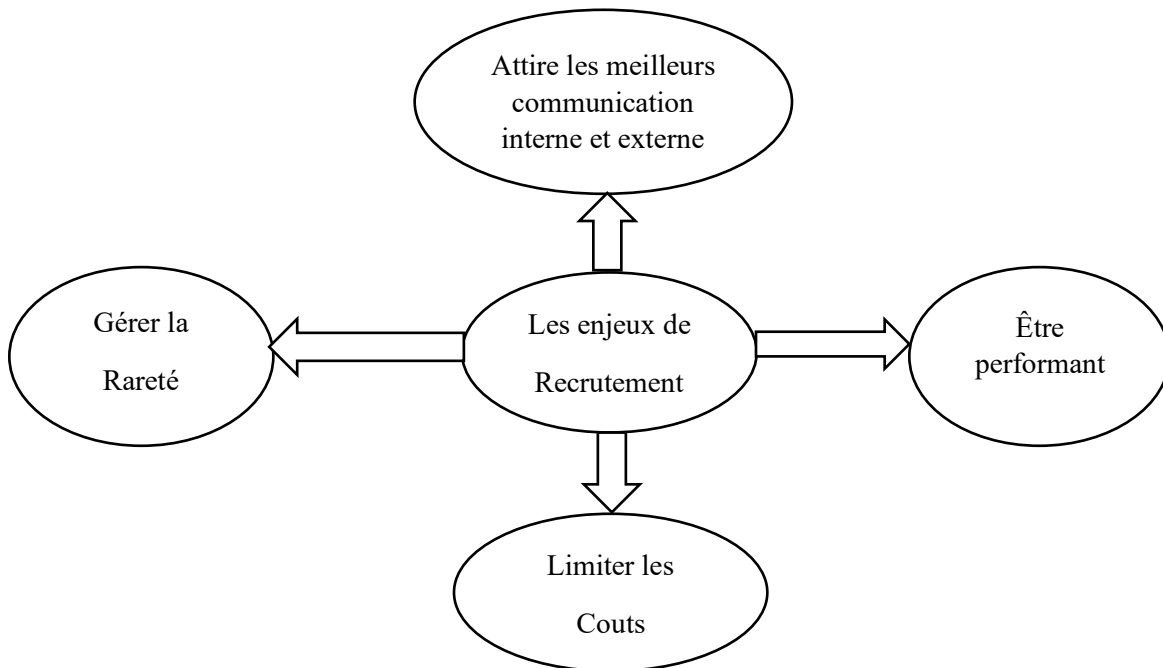 Attire les meilleurs
communication
interne et externe
Gérer la
Rareté
Les enjeux de
Recrutement
Être
performant
Limiter les
Couts